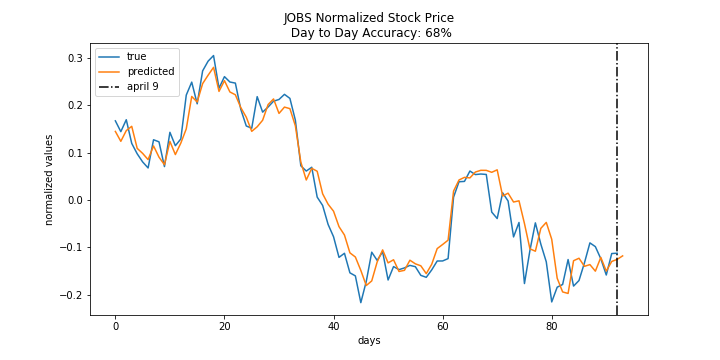 JOBS Normalized Stock Price
Day to Day Accuracy: 68%
true
predicted
april 9
normalized values
0.3
0.2
0.1
0.0
−0.1
−0.2
0 20 40 60 80
days